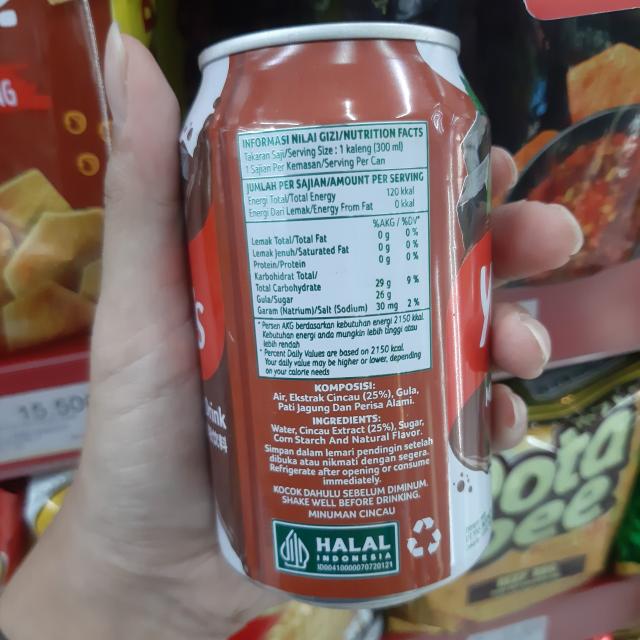 INFORMASI NILAI GIZI/NUTRITION FACTS
Takaran Saji/Serving Size : 1 kaleng (300 ml)
1 Sajian Per Kemasan/Serving Per Can
JUMLAH PER SAJIAN/AMOUNT PER SERVING
Energi Total/Total Energy 120 kkal
Energi Dari Lemak/Energy From Fat 0 kkal
%AKG / %DV*
Lemak Total/Total Fat 0 g 0 %
Lemak Jenuh/Saturated Fat 0 g 0 %
Protein/Protein 0 g 0 %
Karbohidrat Total/
Total Carbohydrate 29 g 9 %
Gula/Sugar 26 g
Garam (Natrium)/Salt (Sodium) 30 mg 2 %
* Persen AKG berdasarkan kebutuhan energi 2150 kkal.
Kebutuhan energi anda mungkin lebih tinggi atau
lebih rendah
* Percent Daily Values are based on 2150 kcal.
Your daily value may be higher or lower, depending
on your calorie needs
KOMPOSISI:
Air, Ekstrak Cincau (25%), Gula,
Pati Jagung Dan Perisa Alami.
INGREDIENTS:
Water, Cincau Extract (25%), Sugar,
Corn Starch And Natural Flavor.
Simpan dalam lemari pendingin setelah
dibuka atau nikmati dengan segera.
Refrigerate after opening or consume
immediately.
KOCOK DAHULU SEBELUM DIMINUM.
SHAKE WELL BEFORE DRINKING.
MINUMAN CINCAU
HALAL
INDONESIA
ID00410000070720121